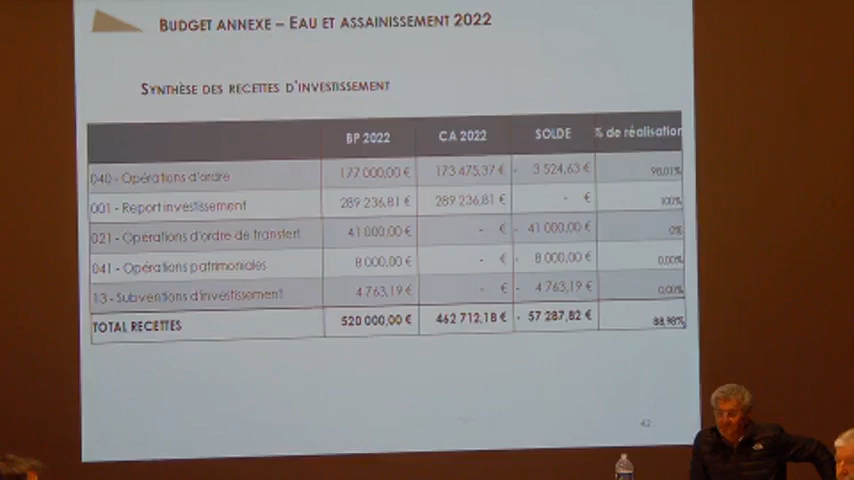 BUDGET ANNEXE – EAU ET ASSAINISSEMENT 2022
SYNTHÈSE DES RECETTES D'INVESTISSEMENT
BP 2022 CA 2022 SOLDE % de réalisation
040 - Opérations d'ordre 177 000,00 € 173 475,37 € - 3 524,63 € 98,01%
001 - Report investissement 289 236,81 € 289 236,81 € - € 100%
021 - Opérations d'ordre de transfert 41 000,00 € - € - 41 000,00 € 0%
041 - Opérations patrimoniales 8 000,00 € - € - 8 000,00 € 0,00%
13 - Subventions d'investissement 4 763,19 € - € - 4 763,19 € 0,00%
TOTAL RECETTES 520 000,00 € 462 712,18 € - 57 287,82 € 88,98%
42